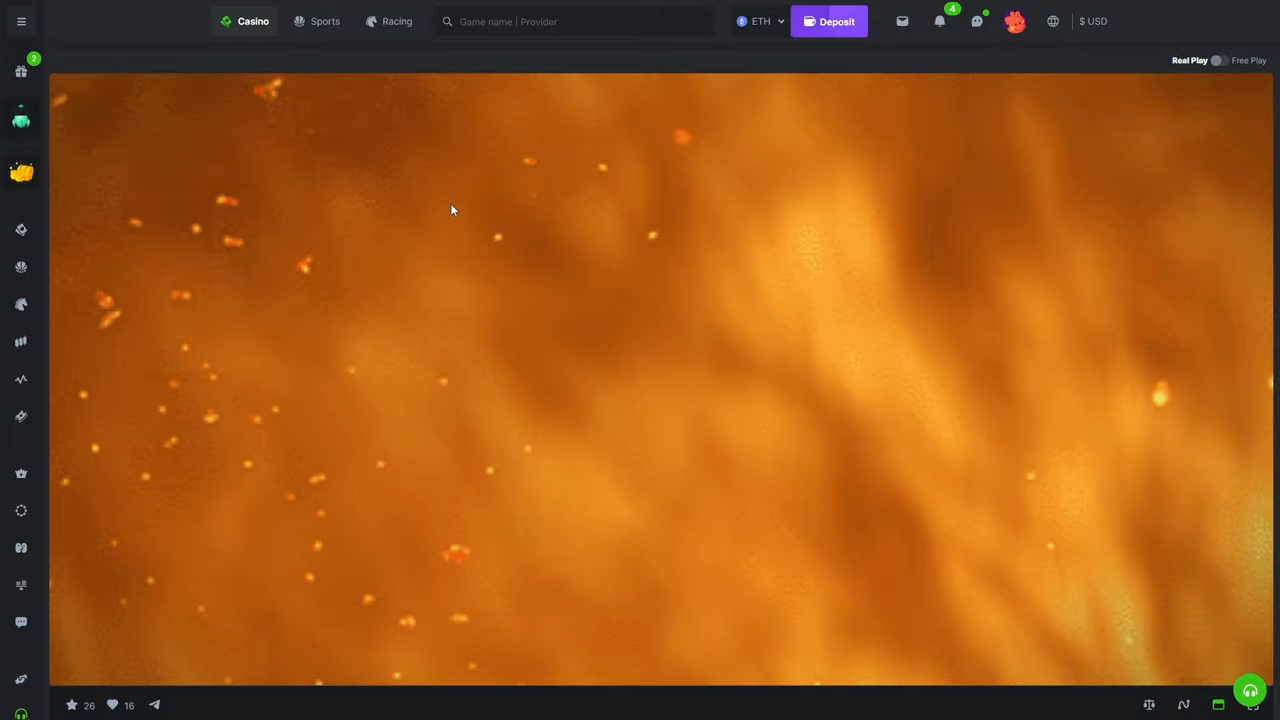 Casino
Sports
Racing
Game name | Provider
ETH
Deposit
4
$ USD
2
Real Play
Free Play
26
16